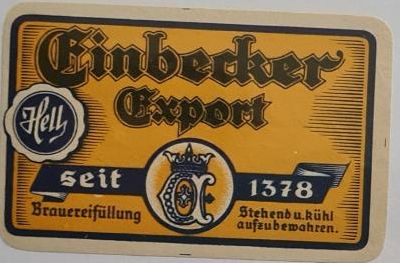 Einbecker
Export
Hell
seit 1378
Brauereifüllung
Stehend u. kühl
aufzubewahren.